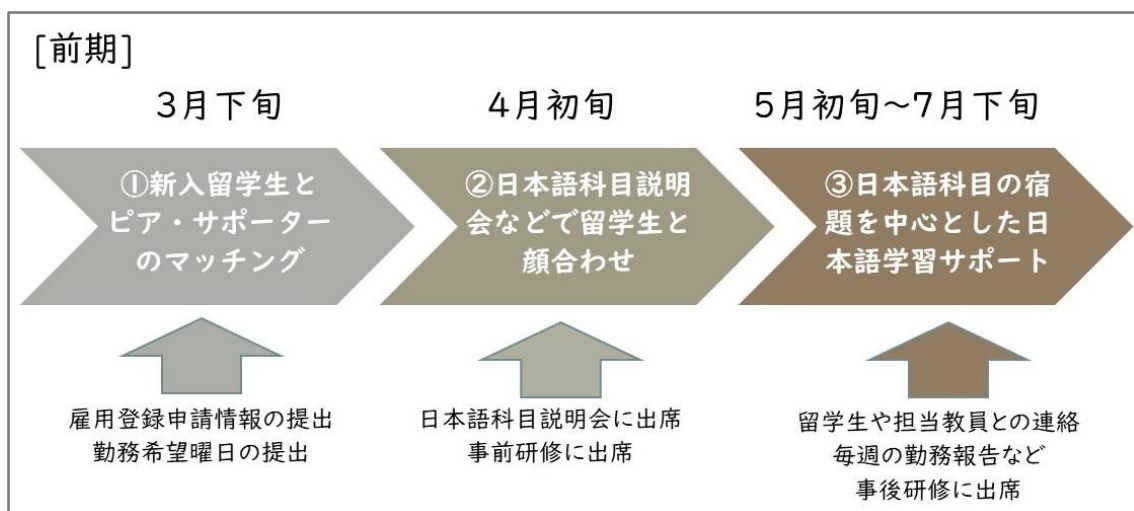 [前期]
3月下旬
4月初旬
5月初旬～7月下旬
①新入留学生と
ピア・サポーター
のマッチング
②日本語科目説明
会などで留学生と
顔合わせ
③日本語科目の宿
題を中心とした日
本語学習サポート
雇用登録申請情報の提出
勤務希望曜日の提出
日本語科目説明会に出席
事前研修に出席
留学生や担当教員との連絡
毎週の勤務報告など
事後研修に出席